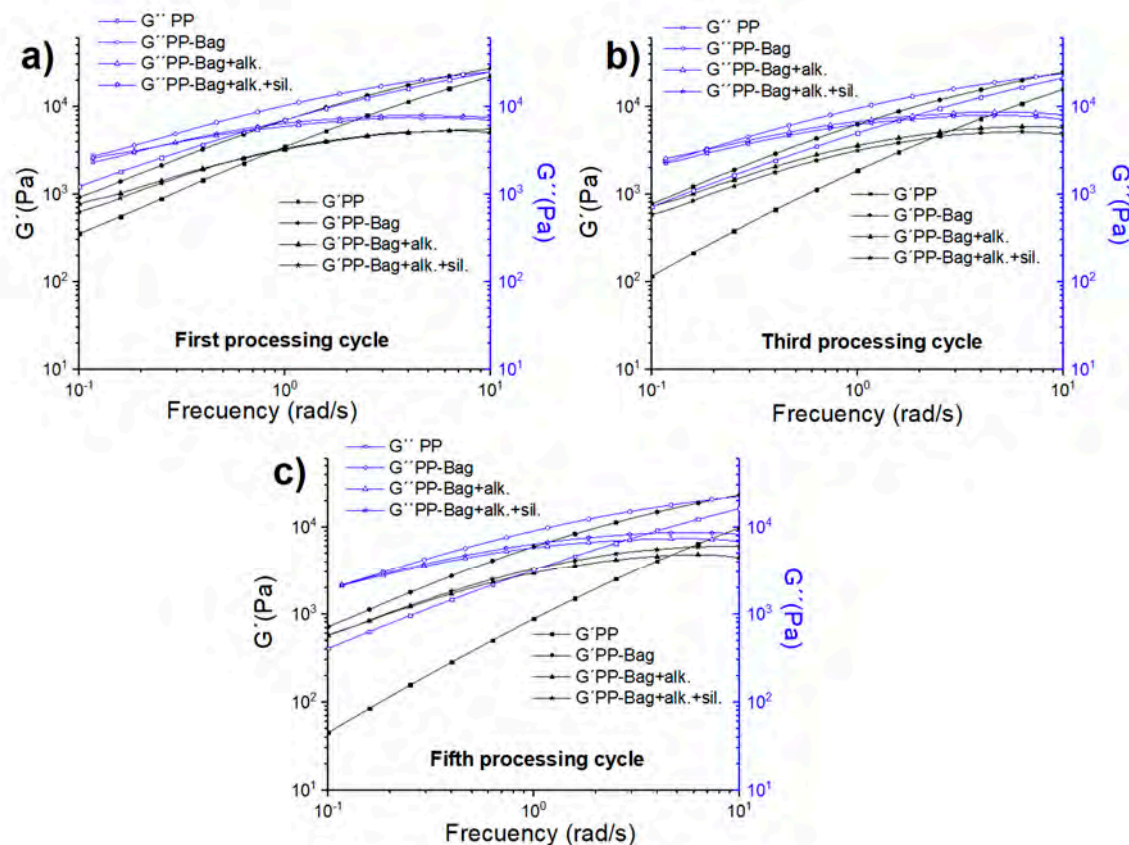 a)
G´´ PP
G´´PP-Bag
G´´PP-Bag+alk.
G´´PP-Bag+alk.+sil.
10⁴
10³
10²
10¹
G´(Pa)
G´PP
G´PP-Bag
G´PP-Bag+alk.
G´PP-Bag+alk.+sil.
First processing cycle
10⁴
10³
10²
10¹
G´´(Pa)
10⁻¹ 10⁰ 10¹
Frecuency (rad/s)
b)
G´´ PP
G´´PP-Bag
G´´PP-Bag+alk.
G´´PP-Bag+alk.+sil.
10⁴
10³
10²
10¹
G´(Pa)
G´PP
G´PP-Bag
G´PP-Bag+alk.
G´PP-Bag+alk.+sil.
Third processing cycle
10⁴
10³
10²
10¹
G´´(Pa)
10⁻¹ 10⁰ 10¹
Frecuency (rad/s)
c)
G´´ PP
G´´PP-Bag
G´´PP-Bag+alk.
G´´PP-Bag+alk.+sil.
10⁴
10³
10²
10¹
G´(Pa)
G´PP
G´PP-Bag
G´PP-Bag+alk.
G´PP-Bag+alk.+sil.
Fifth processing cycle
10⁴
10³
10²
10¹
G´´(Pa)
10⁻¹ 10⁰ 10¹
Frecuency (rad/s)